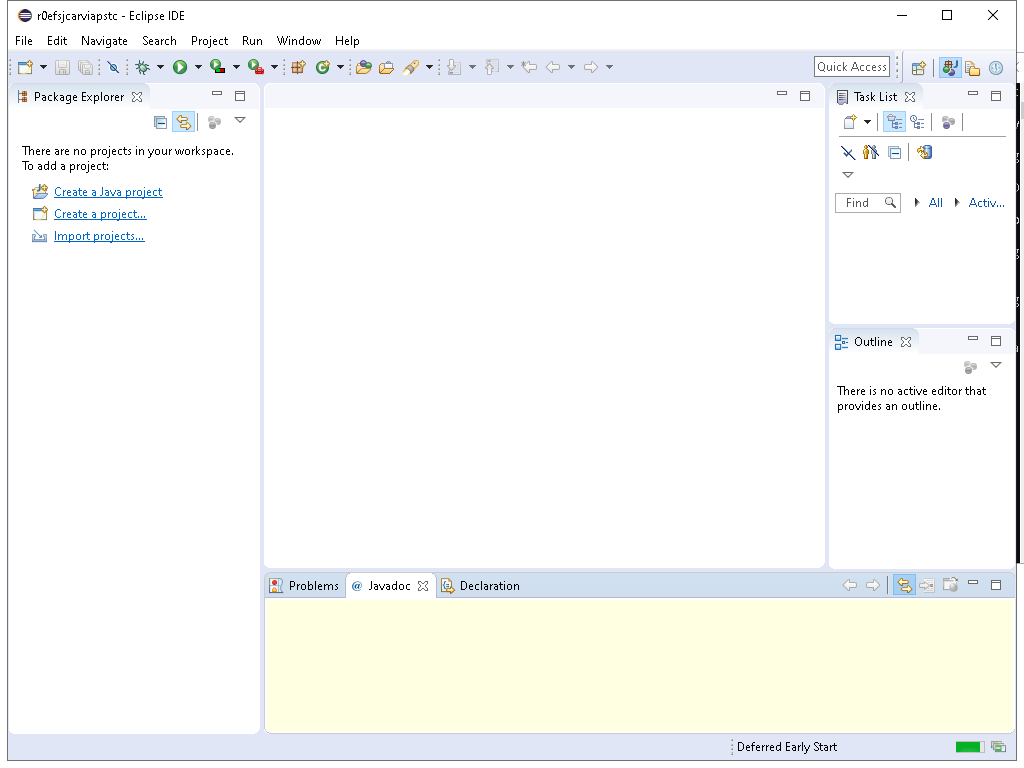 r0efsjcarviapstc - Eclipse IDE
File Edit Navigate Search Project Run Window Help
Quick Access
Package Explorer
There are no projects in your workspace.
To add a project:
Create a Java project
Create a project...
Import projects...
Task List
Find
All
Activ...
Outline
There is no active editor that
provides an outline.
Problems
@ Javadoc
Declaration
Deferred Early Start